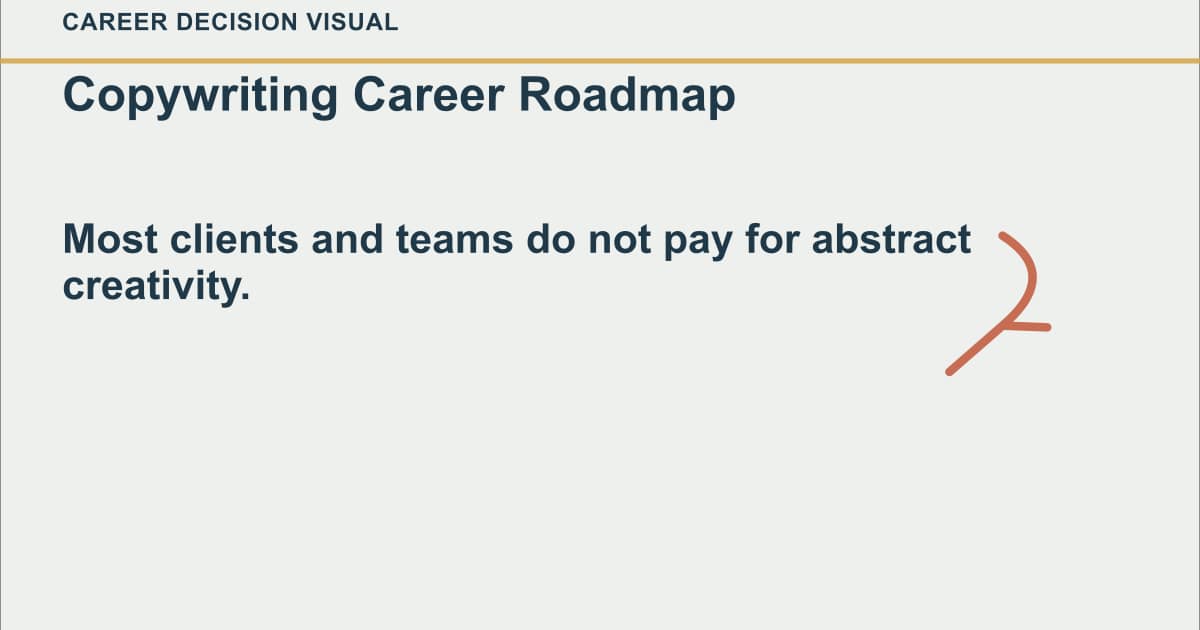 CAREER DECISION VISUAL
Copywriting Career Roadmap
Most clients and teams do not pay for abstract
creativity.